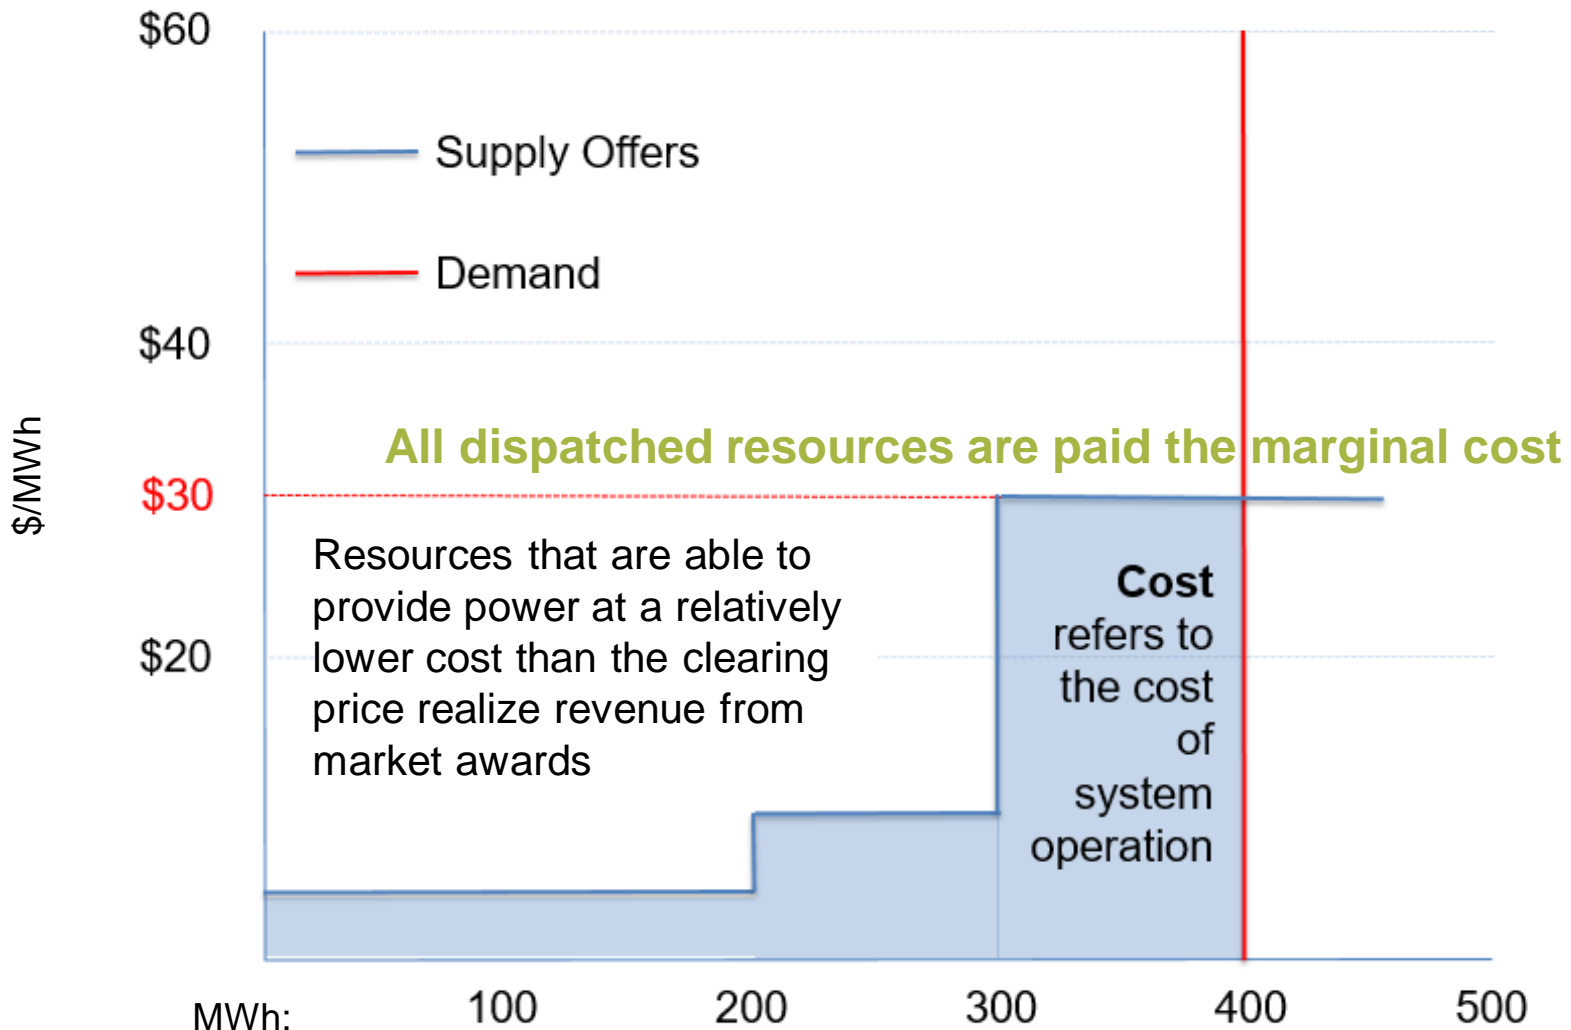 $60
Supply Offers
Demand
$40
$/MWh
All dispatched resources are paid the marginal cost
$30
Resources that are able to
provide power at a relatively
lower cost than the clearing
price realize revenue from
market awards
Cost
refers to
the cost
of
system
operation
$20
MWh: 100 200 300 400 500